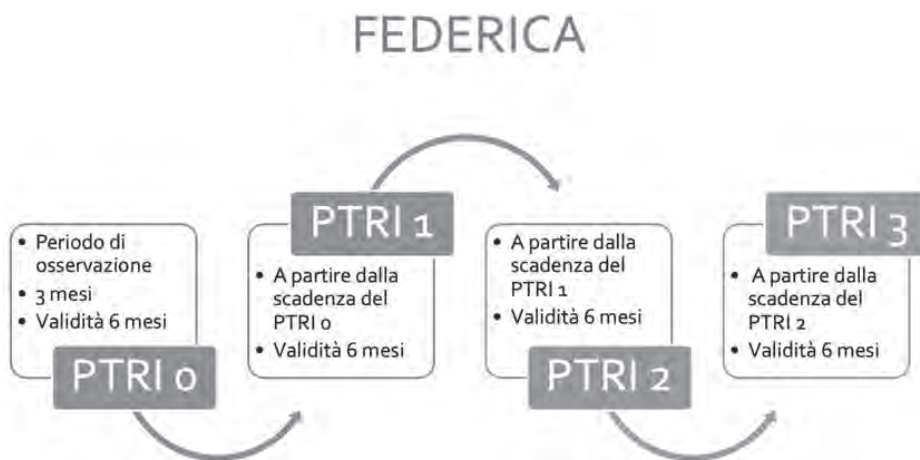 FEDERICA
• Periodo di
osservazione
• 3 mesi
• Validità 6 mesi
PTRI 0
PTRI 1
• A partire dalla
scadenza del
PTRI 0
• Validità 6 mesi
• A partire dalla
scadenza del
PTRI 1
• Validità 6 mesi
PTRI 2
PTRI 3
• A partire dalla
scadenza del
PTRI 2
• Validità 6 mesi